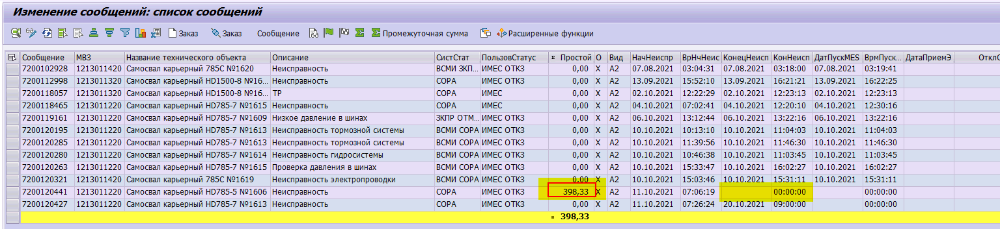 Изменение сообщений: список сообщений
Заказ Заказ Сообщение Промежуточная сумма Расширенные функции
Сообщение МВЗ Название технического объекта Описание СистСтат ПользовСтатус Σ Простой О Вид НачНеиспр ВрНчНеис КонецНеисп КонНеисп ДатПускMES ВрмПуск... ДатаПриемЭ ОтклО
7200102928 1213011420 Самосвал карьерный 785C №1620 Неисправность ВСМИ ЗКП... ИМЕС ОТКЗ 0,00 X A2 07.08.2021 03:04:31 07.08.2021 03:18:00 07.08.2021 03:19:41
7200112998 1213011320 Самосвал карьерный HD1500-8 №16... Неисправность СОРА ИМЕС ОТКЗ 0,00 X A2 13.09.2021 15:52:10 13.09.2021 16:21:21 13.09.2021 16:22:25
7200118057 1213011320 Самосвал карьерный HD1500-8 №16... ТР СОРА ИМЕС 0,00 X A2 02.10.2021 12:22:29 02.10.2021 12:23:13 02.10.2021 12:23:13
7200118465 1213011220 Самосвал карьерный HD785-7 №1615 Неисправность СОРА ИМЕС 0,00 X A2 04.10.2021 07:02:41 04.10.2021 12:20:10 04.10.2021 12:30:16
7200119161 1213011220 Самосвал карьерный HD785-7 №1609 Низкое давление в шинах ЗКПР ОТМ... ИМЕС ОТКЗ 0,00 X A2 06.10.2021 13:12:44 06.10.2021 13:22:16 06.10.2021 13:22:16
7200120195 1213011220 Самосвал карьерный HD785-7 №1613 Неисправность тормозной системы ВСМИ СОРА ИМЕС ОТКЗ 0,00 X A2 10.10.2021 10:13:10 10.10.2021 11:04:03 10.10.2021 11:04:03
7200120285 1213011220 Самосвал карьерный HD785-7 №1613 Неисправность тормозной системы ВСМИ СОРА ИМЕС ОТКЗ 0,00 X A2 10.10.2021 11:39:56 10.10.2021 11:46:30 10.10.2021 11:46:30
7200120280 1213011220 Самосвал карьерный HD785-7 №1614 Неисправность гидросистемы ВСМИ СОРА ИМЕС ОТКЗ 0,00 X A2 10.10.2021 10:46:38 10.10.2021 11:03:45 10.10.2021 11:03:45
7200120263 1213011220 Самосвал карьерный HD785-7 №1615 Проверка давления в шинах ВСМИ СОРА ИМЕС ОТКЗ 0,00 X A2 10.10.2021 15:33:47 10.10.2021 16:02:27 10.10.2021 16:02:27
7200120321 1213011420 Самосвал карьерный 785C №1619 Неисправность электропроводки ВСМИ СОРА ИМЕС ОТКЗ 0,00 X A2 10.10.2021 15:03:46 10.10.2021 15:31:11 10.10.2021 15:31:11
7200120441 1213011220 Самосвал карьерный HD785-5 №1606 Неисправность СОРА ИМЕС ОТКЗ 398,33 X A2 11.10.2021 07:06:19 00:00:00 00:00:00
7200120427 1213011220 Самосвал карьерный HD785-7 №1613 Неисправность СОРА ИМЕС ОТКЗ 0,00 X A2 11.10.2021 07:26:24 20.10.2021 09:00:00 00:00:00
398,33